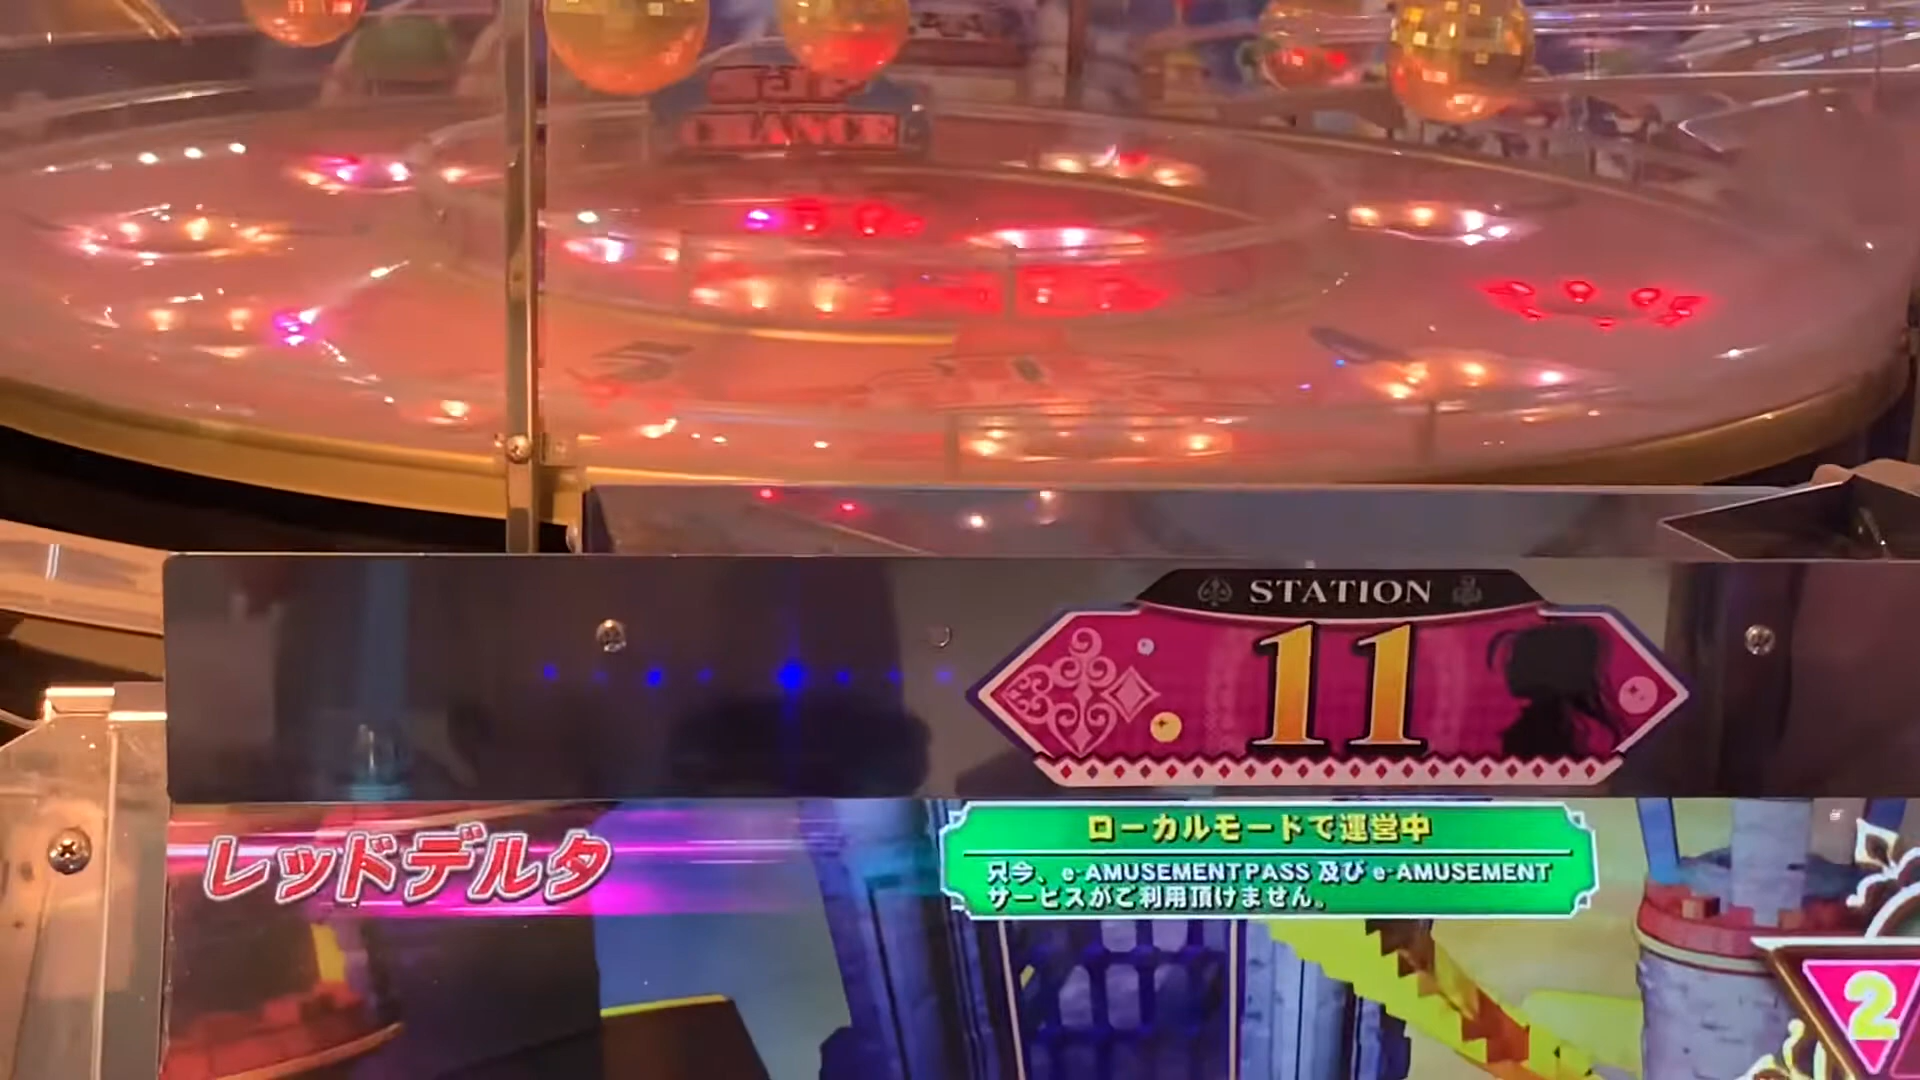 CHANCE
STATION
11
レッドデルタ
ローカルモードで運営中
只今、e-AMUSEMENT PASS 及び e-AMUSEMENT
サービスがご利用頂けません。
2